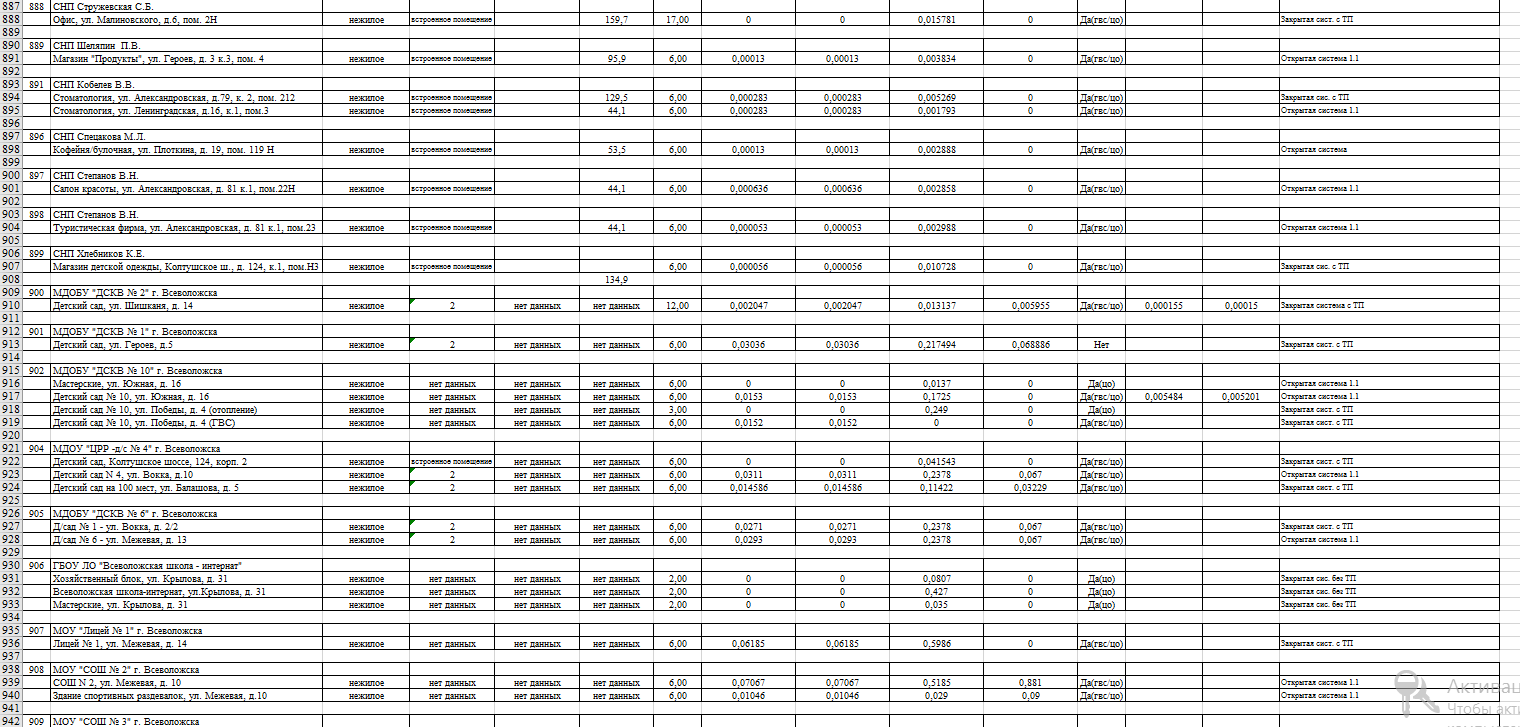 887 888 СНП Стружевская С.Б.
888 Офис, ул. Малиновского, д.6, пом. 2Н нежилое встроенное помещение 159,7 17,00 0 0 0,015781 0 Да(гвс/цо) Закрытая сист. с ТП
889
890 889 СНП Шеляпин П.В.
891 Магазин "Продукты", ул. Героев, д. 3 к.3, пом. 4 нежилое встроенное помещение 95,9 6,00 0,00013 0,00013 0,003834 0 Да(гвс/цо) Открытая система 1.1
892
893 891 СНП Кобелев В.В.
894 Стоматология, ул. Александровская, д.79, к. 2, пом. 212 нежилое встроенное помещение 129,5 6,00 0,000283 0,000283 0,005269 0 Да(гвс/цо) Закрытая сис. с ТП
895 Стоматология, ул. Ленинградская, д.16, к.1, пом.3 нежилое встроенное помещение 44,1 6,00 0,000283 0,000283 0,001793 0 Да(гвс/цо) Открытая система 1.1
896
897 896 СНП Спецакова М.Л.
898 Кофейня/булочная, ул. Плоткина, д. 19, пом. 119 Н нежилое встроенное помещение 53,5 6,00 0,00013 0,00013 0,002888 0 Да(гвс/цо) Открытая система
899
900 897 СНП Степанов В.Н.
901 Салон красоты, ул. Александровская, д. 81 к.1, пом.22Н нежилое встроенное помещение 44,1 6,00 0,000636 0,000636 0,002858 0 Да(гвс/цо) Открытая система 1.1
902
903 898 СНП Степанов В.Н.
904 Туристическая фирма, ул. Александровская, д. 81 к.1, пом.23 нежилое встроенное помещение 44,1 6,00 0,000053 0,000053 0,002988 0 Да(гвс/цо) Открытая система 1.1
905
906 899 СНП Хлебников К.Е.
907 Магазин детской одежды, Колтушское ш., д. 124, к.1, пом.Н3 нежилое встроенное помещение 6,00 0,000056 0,000056 0,010728 0 Да(гвс/цо) Закрытая сис. с ТП
908 134,9
909 900 МДОБУ "ДСКВ № 2" г. Всеволожска
910 Детский сад, ул. Шишканя, д. 14 нежилое 2 нет данных нет данных 12,00 0,002047 0,002047 0,013137 0,005955 Да(гвс/цо) 0,000155 0,00015 Закрытая система с ТП
911
912 901 МДОБУ "ДСКВ № 1" г. Всеволожска
913 Детский сад, ул. Героев, д.5 нежилое 2 нет данных нет данных 6,00 0,03036 0,03036 0,217494 0,068886 Нет Закрытая сист. с ТП
914
915 902 МДОБУ "ДСКВ № 10" г. Всеволожска
916 Мастерские, ул. Южная, д. 16 нежилое нет данных нет данных нет данных 6,00 0 0 0,0137 0 Да(цо) Открытая система 1.1
917 Детский сад № 10, ул. Южная, д. 16 нежилое нет данных нет данных нет данных 6,00 0,0153 0,0153 0,1725 0 Да(гвс/цо) 0,005484 0,005201 Открытая система 1.1
918 Детский сад № 10, ул. Победы, д. 4 (отопление) нежилое нет данных нет данных нет данных 3,00 0 0 0,249 0 Да(цо) Закрытая сист. с ТП
919 Детский сад № 10, ул. Победы, д. 4 (ГВС) нежилое нет данных нет данных нет данных 6,00 0,0152 0,0152 0 0 Да(гвс/цо) Закрытая сист. с ТП
920
921 904 МДОУ "ЦРР -д/с № 4" г. Всеволожска
922 Детский сад, Колтушское шоссе, 124, корп. 2 нежилое встроенное помещение нет данных нет данных 6,00 0 0 0,041543 0 Да(гвс/цо) Закрытая сист. с ТП
923 Детский сад N 4, ул. Вокка, д.10 нежилое 2 нет данных нет данных 6,00 0,0311 0,0311 0,2378 0,067 Да(гвс/цо) Открытая система 1.1
924 Детский сад на 100 мест, ул. Балашова, д. 5 нежилое 2 нет данных нет данных 6,00 0,014586 0,014586 0,11422 0,03229 Да(гвс/цо) Закрытая сист. с ТП
925
926 905 МДОБУ "ДСКВ № 6" г. Всеволожска
927 Д/сад № 1 - ул. Вокка, д. 2/2 нежилое 2 нет данных нет данных 6,00 0,0271 0,0271 0,2378 0,067 Да(гвс/цо) Закрытая сист. с ТП
928 Д/сад № 6 - ул. Межевая, д. 13 нежилое 2 нет данных нет данных 6,00 0,0293 0,0293 0,2378 0,067 Да(гвс/цо) Открытая система 1.1
929
930 906 ГБОУ ЛО "Всеволожская школа - интернат"
931 Хозяйственный блок, ул. Крылова, д. 31 нежилое нет данных нет данных нет данных 2,00 0 0 0,0807 0 Да(цо) Закрытая сис. без ТП
932 Всеволожская школа-интернат, ул.Крылова, д. 31 нежилое нет данных нет данных нет данных 2,00 0 0 0,427 0 Да(цо) Закрытая сис. без ТП
933 Мастерские, ул. Крылова, д. 31 нежилое нет данных нет данных нет данных 2,00 0 0 0,035 0 Да(цо) Закрытая сис. без ТП
934
935 907 МОУ "Лицей № 1" г. Всеволожска
936 Лицей № 1, ул. Межевая, д. 14 нежилое нет данных нет данных нет данных 6,00 0,06185 0,06185 0,5986 0 Да(гвс/цо) Закрытая сист. с ТП
937
938 908 МОУ "СОШ № 2" г. Всеволожска
939 СОШ N 2, ул. Межевая, д. 10 нежилое нет данных нет данных нет данных 6,00 0,07067 0,07067 0,5185 0,881 Да(гвс/цо) Открытая система 1.1
940 Здание спортивных раздевалок, ул. Межевая, д.10 нежилое нет данных нет данных нет данных 6,00 0,01046 0,01046 0,029 0,09 Да(гвс/цо) Открытая система 1.1
941
942 909 МОУ "СОШ № 3" г. Всеволожска
Активац
Чтобы акти